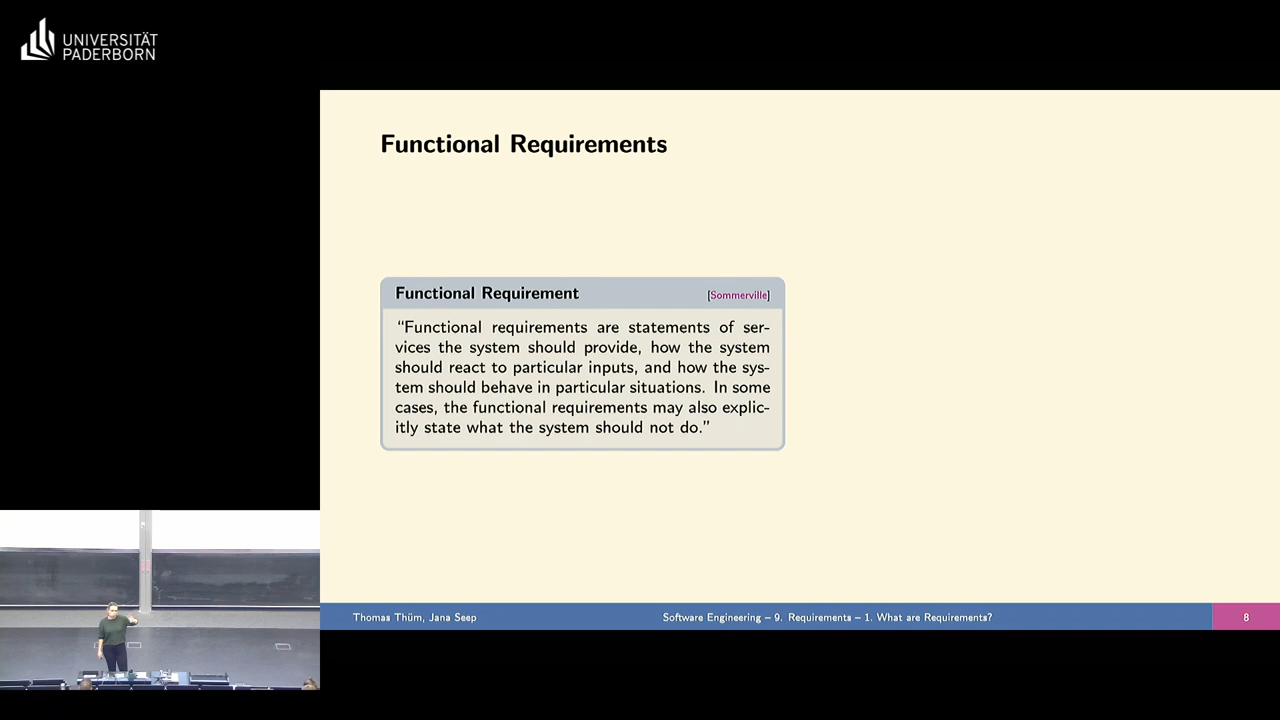 UNIVERSITÄT
PADERBORN
Functional Requirements
Functional Requirement [Sommerville]
“Functional requirements are statements of ser-
vices the system should provide, how the system
should react to particular inputs, and how the sys-
tem should behave in particular situations. In some
cases, the functional requirements may also explic-
itly state what the system should not do.”
Thomas Thüm, Jana Seep Software Engineering – 9. Requirements – 1. What are Requirements? 8